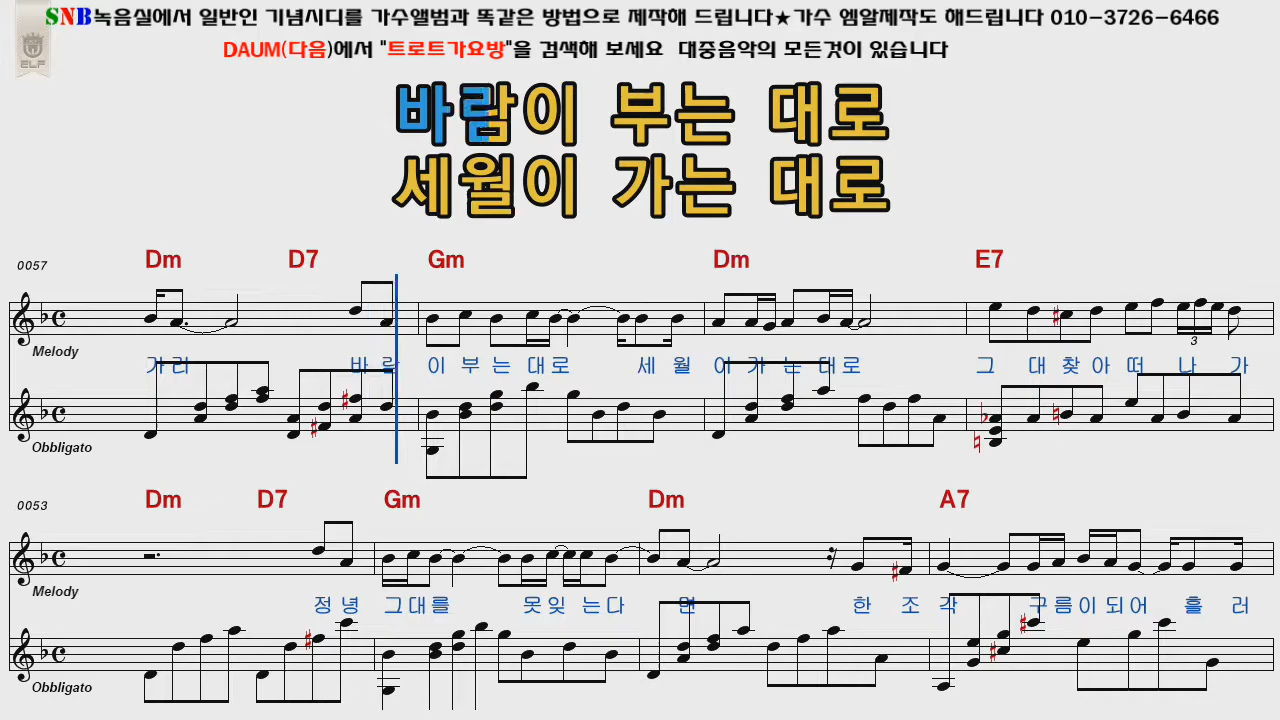 SNB녹음실에서 일반인 기념시디를 가수앨범과 똑같은 방법으로 제작해 드립니다★가수 엠알제작도 해드립니다 010-3726-6466
DAUM(다음)에서 "트로트가요방"을 검색해 보세요 대중음악의 모든것이 있습니다
ELF
바람이 부는 대로
세월이 가는 대로
0057 Dm D7 Gm Dm E7
3
Melody
가리 바람 이 부 는 대로 세 월 이 가 는 대로 그 대 찾 아 떠 나 가
Obbligato
0053 Dm D7 Gm Dm A7
Melody
정녕 그대를 못잊 는다 면 한 조 각 구름이되어 흘 러
Obbligato